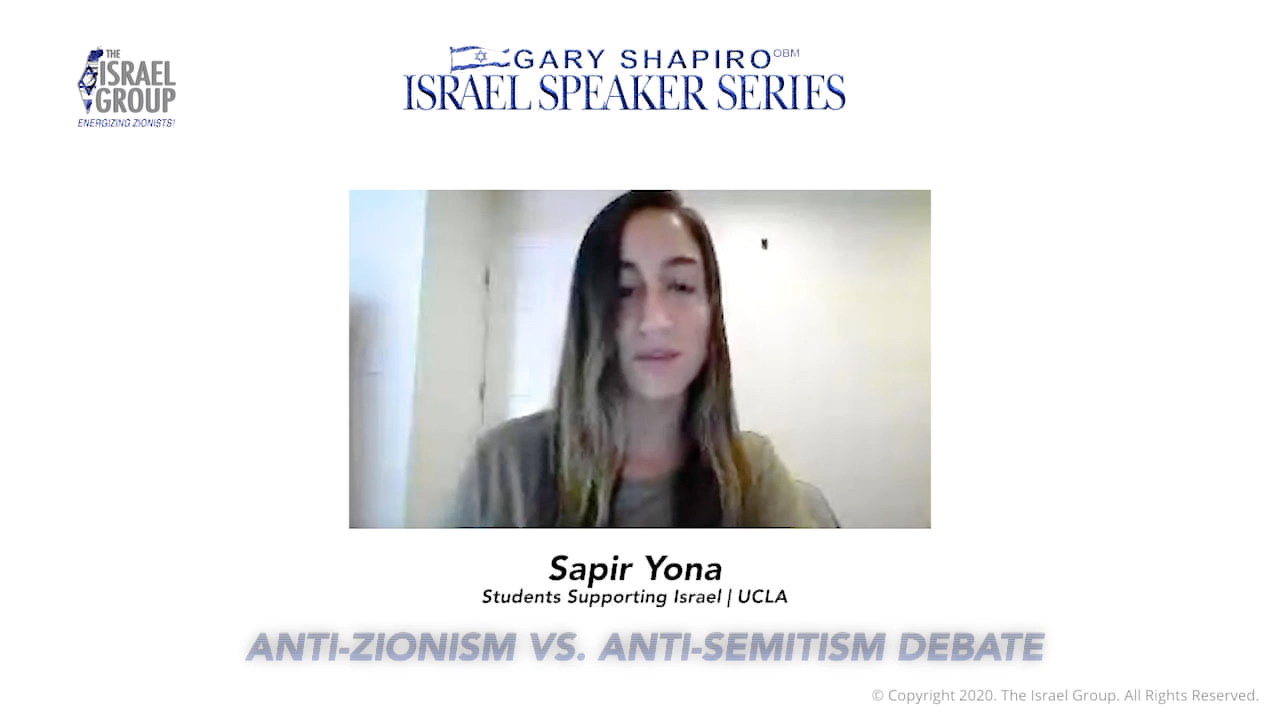 THE
ISRAEL
GROUP
ENERGIZING ZIONISTS!
GARY SHAPIRO OBM
ISRAEL SPEAKER SERIES
Sapir Yona
Students Supporting Israel | UCLA
ANTI-ZIONISM VS. ANTI-SEMITISM DEBATE
© Copyright 2020. The Israel Group. All Rights Reserved.